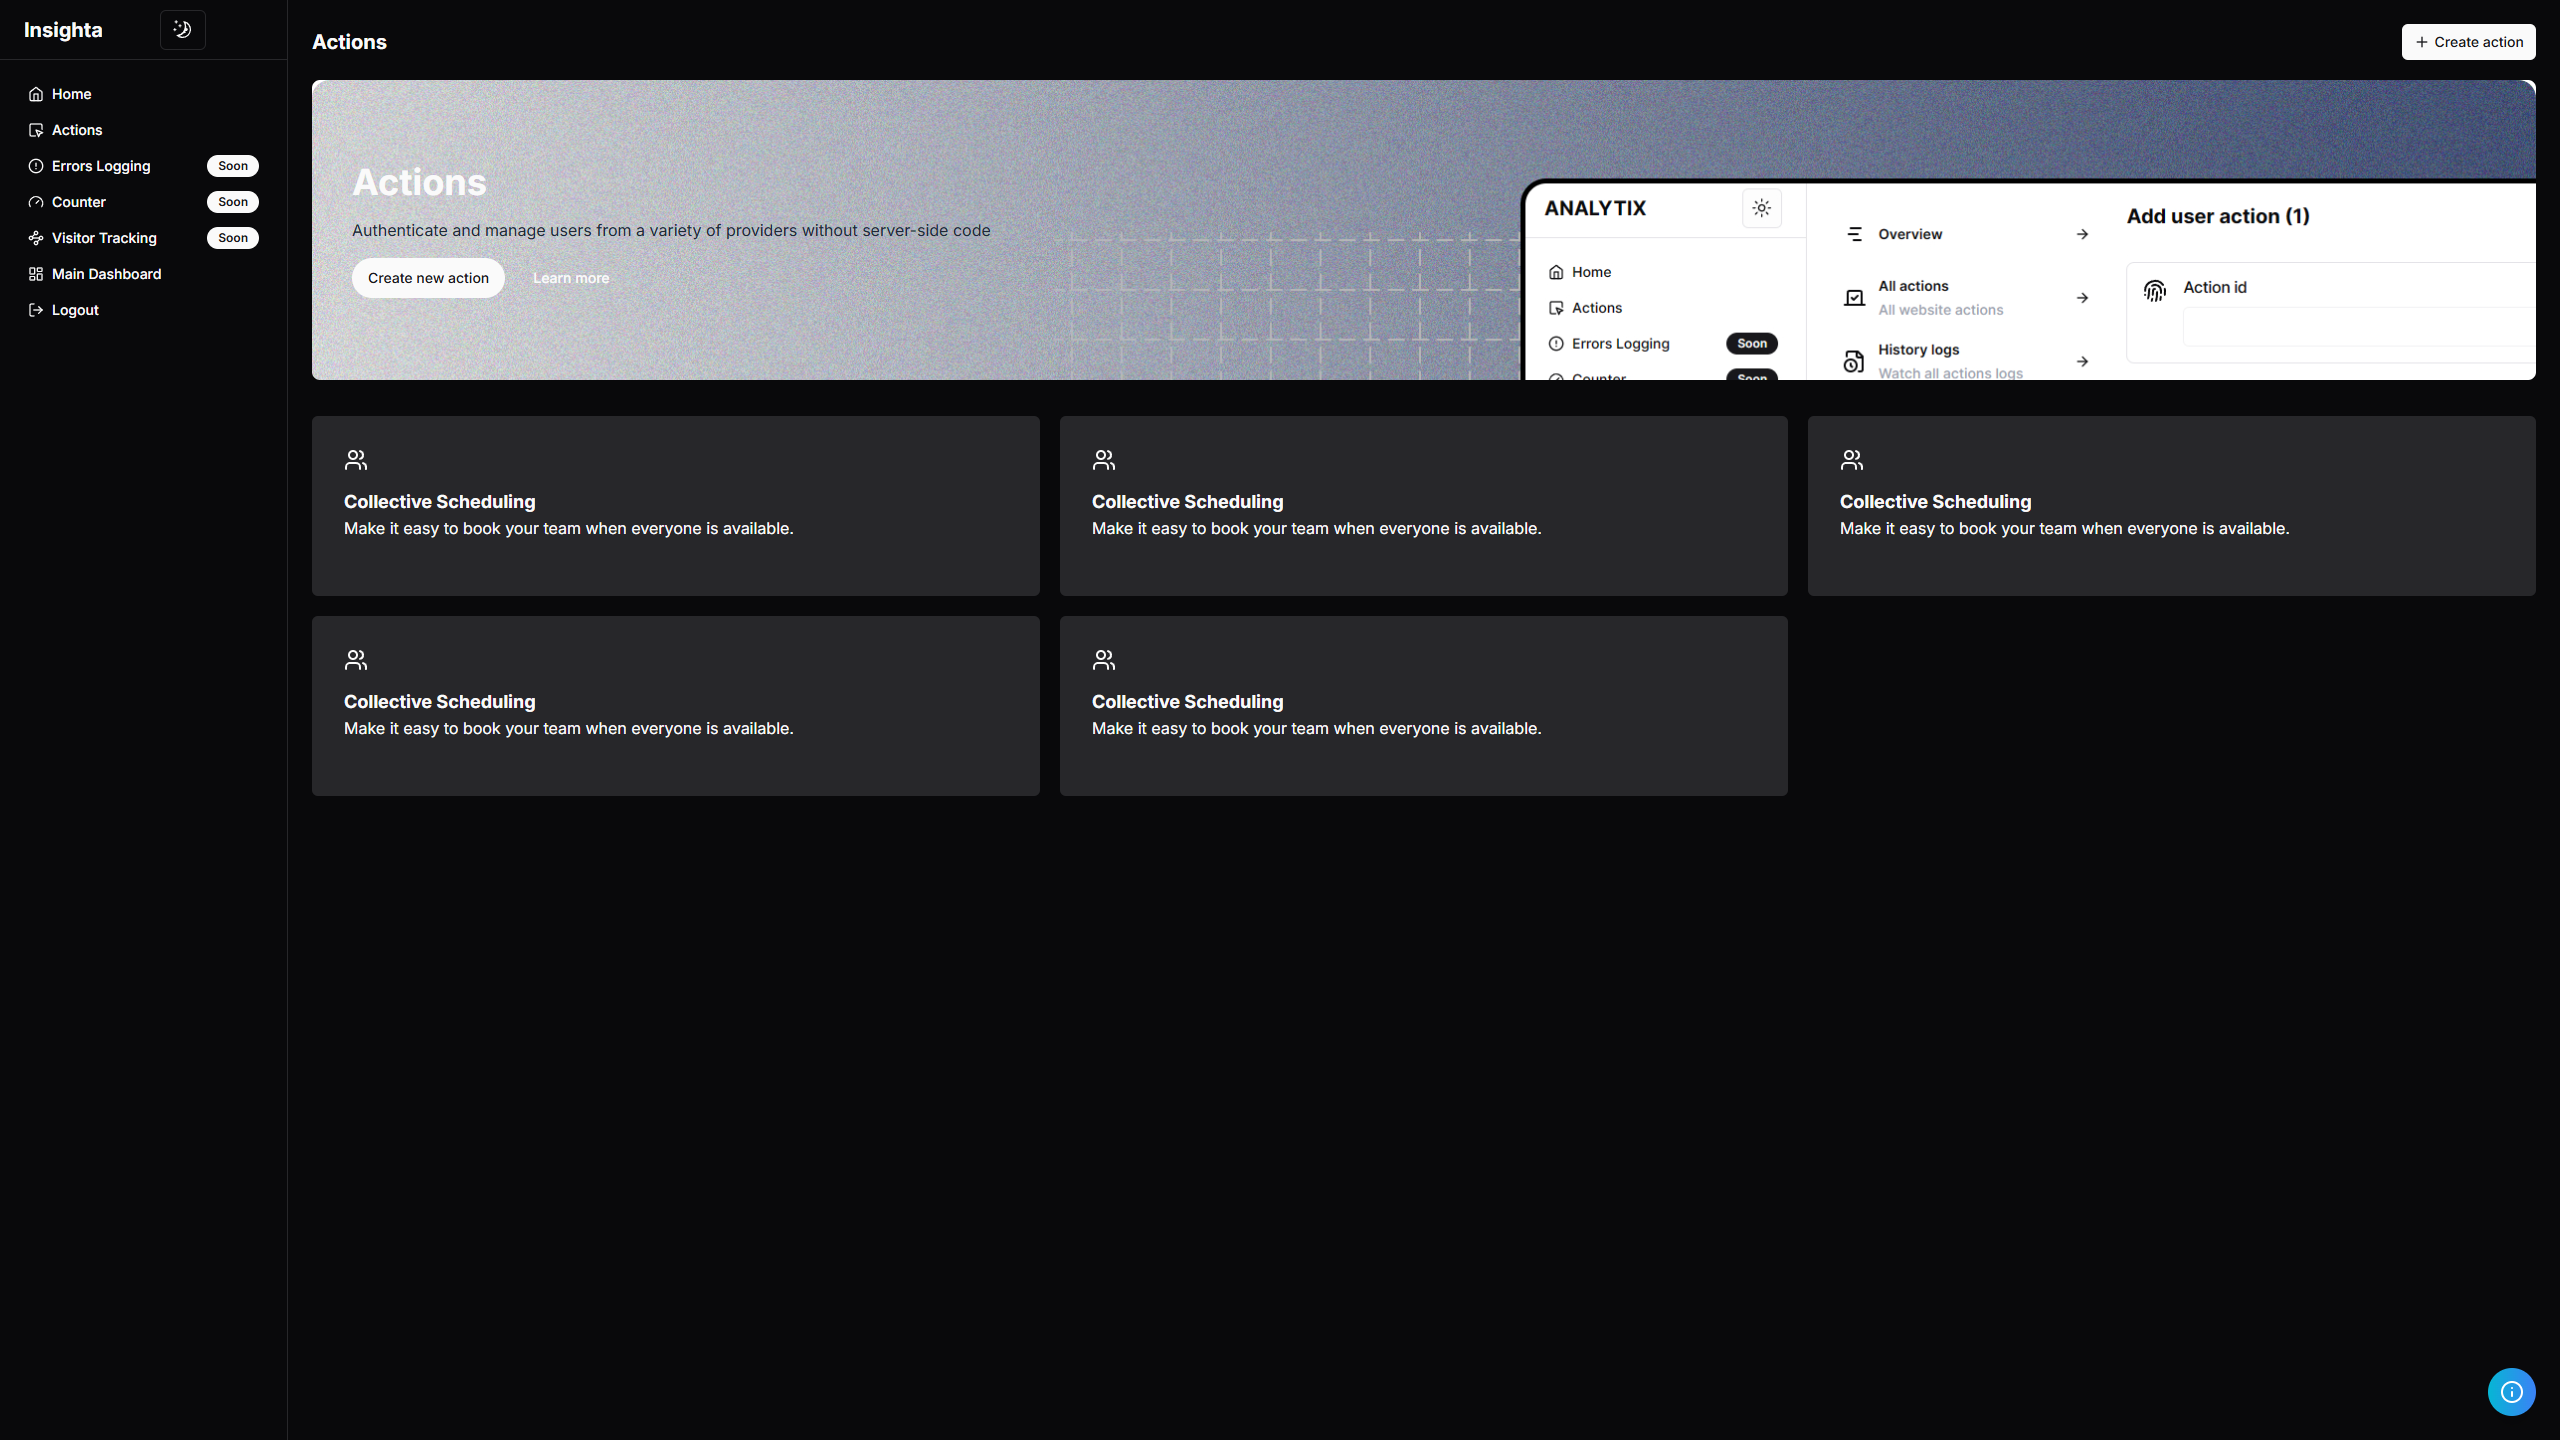 Insighta
Home
Actions
Errors Logging Soon
Counter Soon
Visitor Tracking Soon
Main Dashboard
Logout
Actions
Create action
Actions
Authenticate and manage users from a variety of providers without server-side code
Create new action Learn more
ANALYTIX
Home
Actions
Errors Logging Soon
Counter Soon
Overview
All actions
All website actions
History logs
Watch all actions logs
Add user action (1)
Action id
Collective Scheduling
Make it easy to book your team when everyone is available.
Collective Scheduling
Make it easy to book your team when everyone is available.
Collective Scheduling
Make it easy to book your team when everyone is available.
Collective Scheduling
Make it easy to book your team when everyone is available.
Collective Scheduling
Make it easy to book your team when everyone is available.